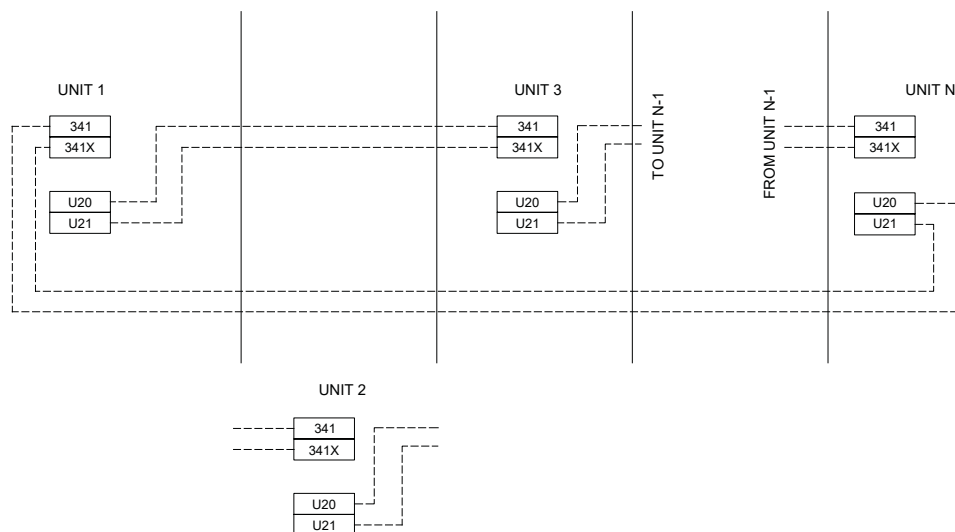 UNIT 1
341
341X
U20
U21
UNIT 3
341
341X
U20
U21
TO UNIT N-1
FROM UNIT N-1
UNIT N
341
341X
U20
U21
UNIT 2
341
341X
U20
U21